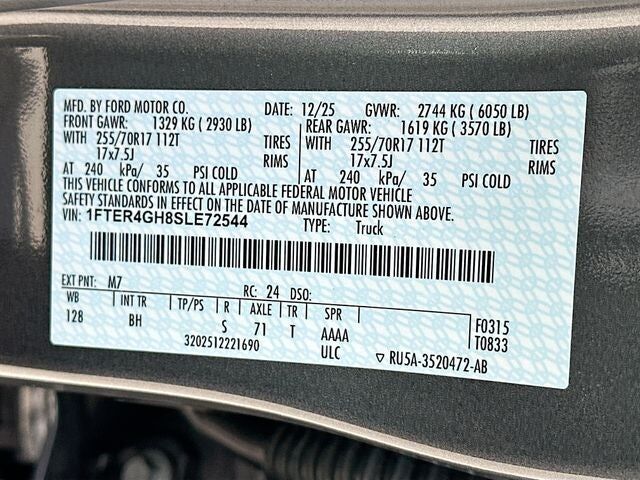 MFD. BY FORD MOTOR CO. DATE: 12/25 GVWR: 2744 KG ( 6050 LB)
FRONT GAWR: 1329 KG ( 2930 LB) REAR GAWR: 1619 KG ( 3570 LB)
WITH 255/70R17 112T TIRES WITH 255/70R17 112T TIRES
17x7.5J RIMS 17x7.5J RIMS
AT 240 kPa/ 35 PSI COLD AT 240 kPa/ 35 PSI COLD
THIS VEHICLE CONFORMS TO ALL APPLICABLE FEDERAL MOTOR VEHICLE
SAFETY STANDARDS IN EFFECT ON THE DATE OF MANUFACTURE SHOWN ABOVE.
VIN: 1FTER4GH8SLE72544 TYPE: Truck
EXT PNT: M7 RC: 24 DSO:
WB INT TR TP/PS R AXLE TR SPR
128 BH S 71 T AAAA F0315
ULC T0833
3202512221690 RU5A-3520472-AB